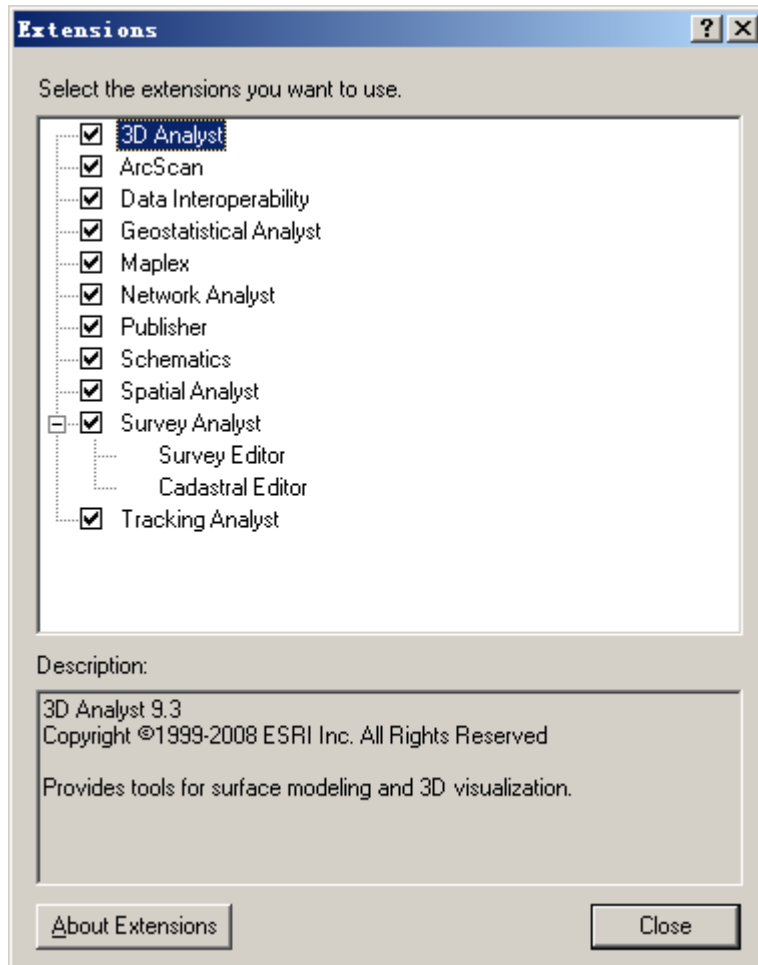 Extensions
Select the extensions you want to use.
3D Analyst
ArcScan
Data Interoperability
Geostatistical Analyst
Maplex
Network Analyst
Publisher
Schematics
Spatial Analyst
Survey Analyst
Survey Editor
Cadastral Editor
Tracking Analyst
Description:
3D Analyst 9.3
Copyright ©1999-2008 ESRI Inc. All Rights Reserved
Provides tools for surface modeling and 3D visualization.
About Extensions
Close